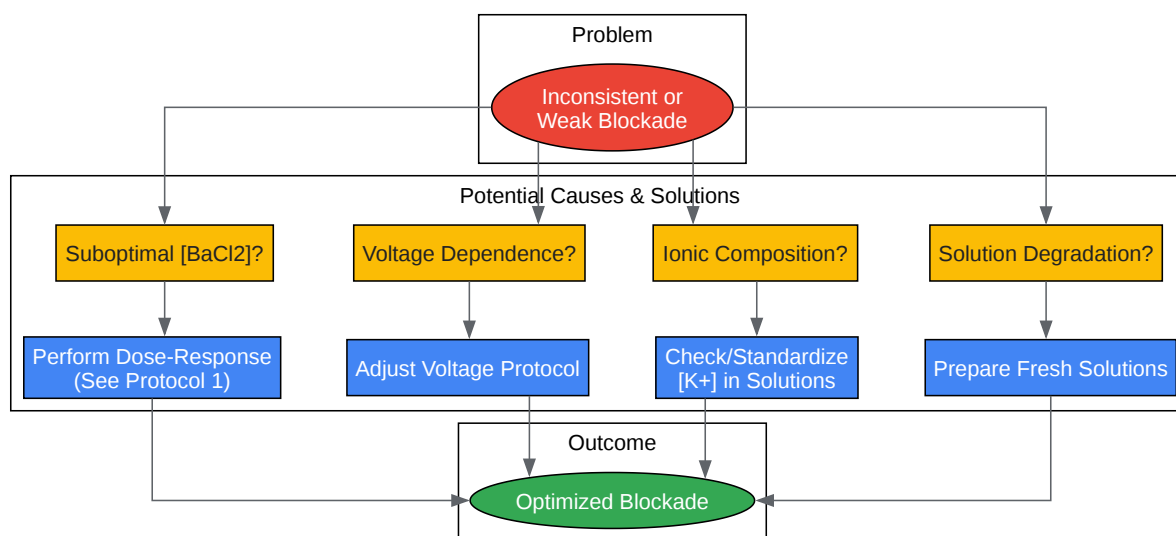 Problem
Inconsistent or
Weak Blockade
Potential Causes & Solutions
Suboptimal [BaCl2]?
Voltage Dependence?
Ionic Composition?
Solution Degradation?
Perform Dose-Response
(See Protocol 1)
Adjust Voltage Protocol
Check/Standardize
[K+] in Solutions
Prepare Fresh Solutions
Outcome
Optimized Blockade